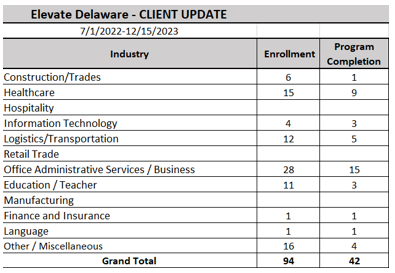 Elevate Delaware - CLIENT UPDATE
7/1/2022-12/15/2023
Industry Enrollment Program Completion
Construction/Trades 6 1
Healthcare 15 9
Hospitality
Information Technology 4 3
Logistics/Transportation 12 5
Retail Trade
Office Administrative Services / Business 28 15
Education / Teacher 11 3
Manufacturing
Finance and Insurance 1 1
Language 1 1
Other / Miscellaneous 16 4
Grand Total 94 42